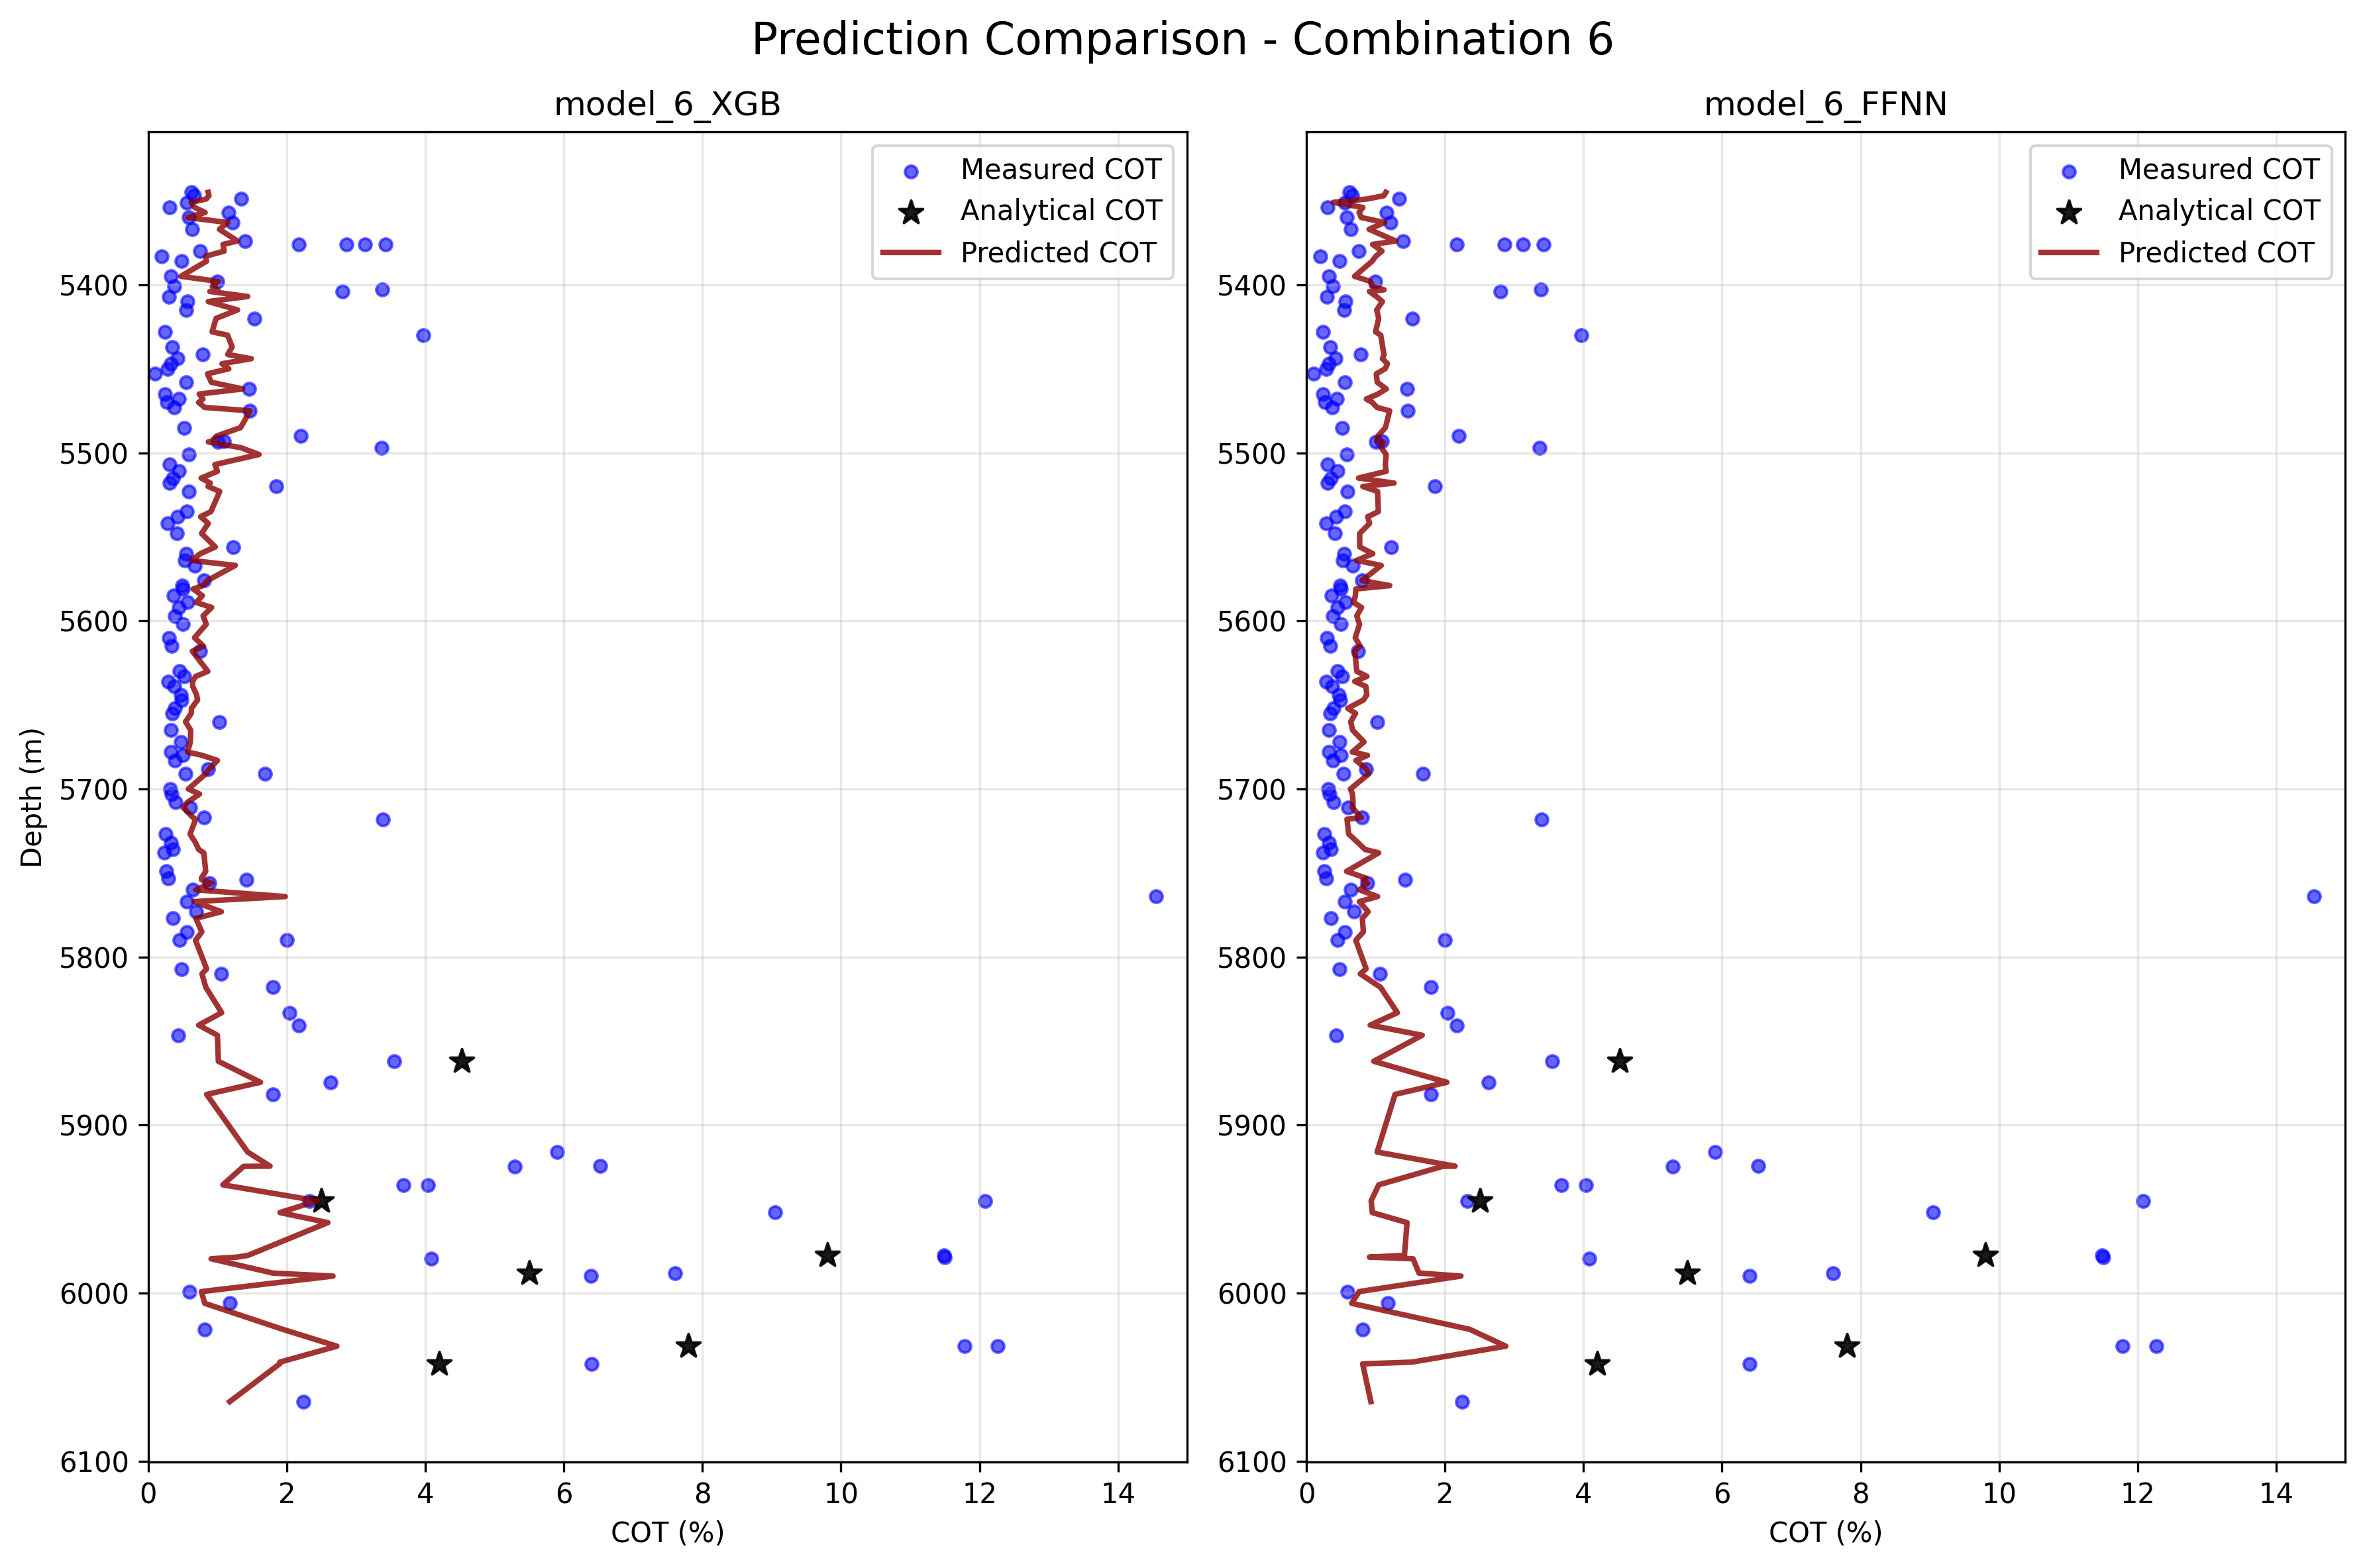 Prediction Comparison - Combination 6
model_6_XGB
Measured COT
Analytical COT
Predicted COT
5400
5500
5600
5700
5800
5900
6000
6100
Depth (m)
0 2 4 6 8 10 12 14
COT (%)
model_6_FFNN
Measured COT
Analytical COT
Predicted COT
5400
5500
5600
5700
5800
5900
6000
6100
0 2 4 6 8 10 12 14
COT (%)